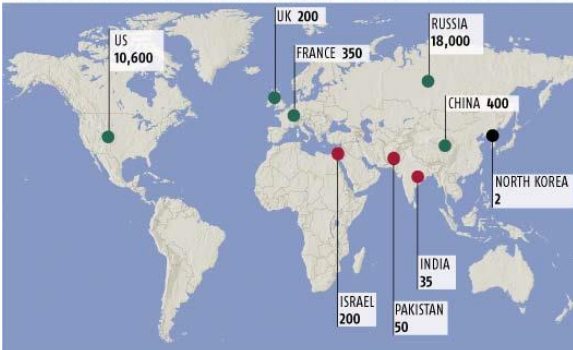 UK 200
US
10,600
RUSSIA
18,000
FRANCE 350
CHINA 400
NORTH KOREA
2
INDIA
35
ISRAEL
200
PAKISTAN
50